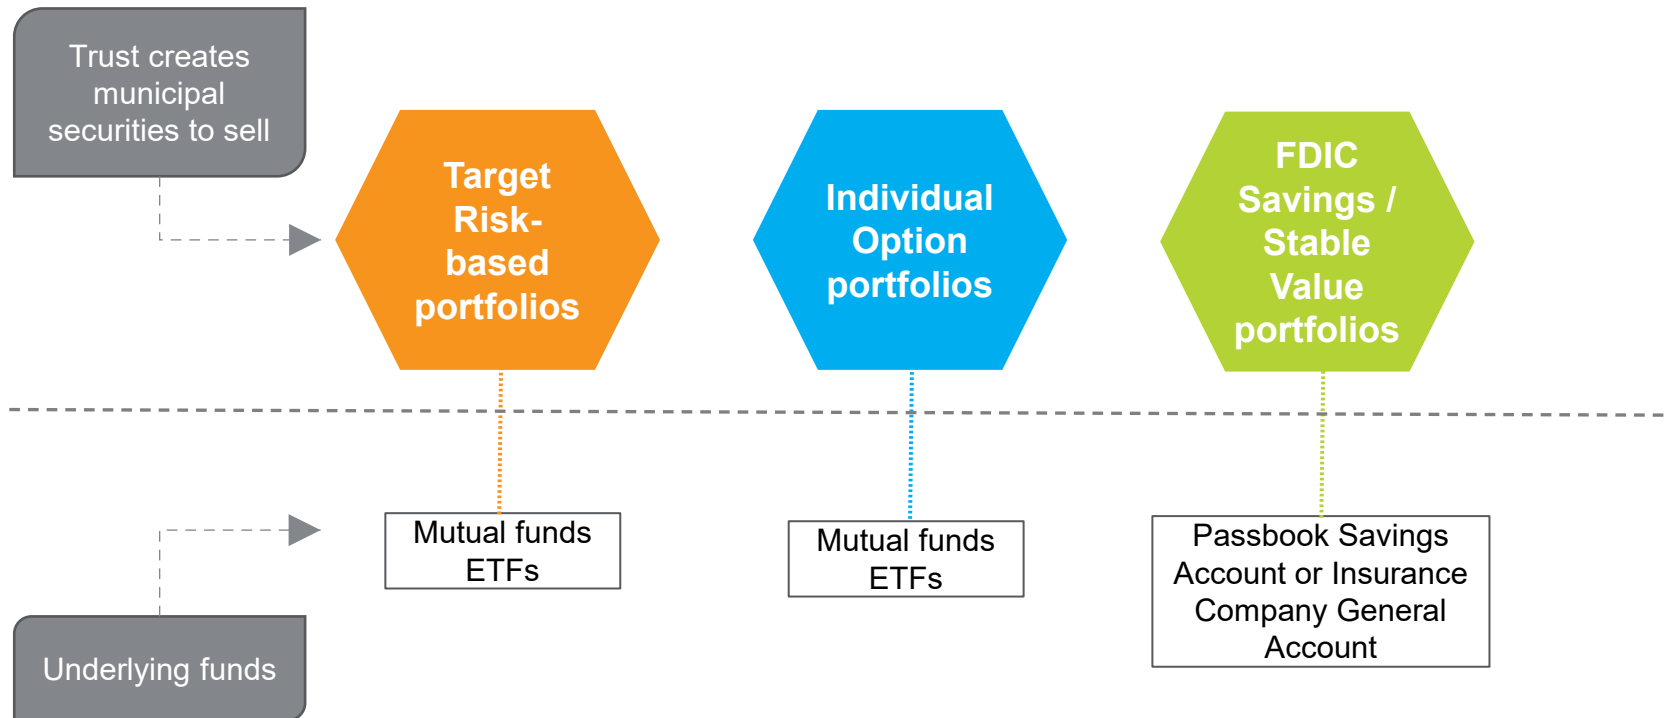 Trust creates
municipal
securities to sell
Target
Risk-
based
portfolios
Individual
Option
portfolios
FDIC
Savings /
Stable
Value
portfolios
Mutual funds
ETFs
Mutual funds
ETFs
Passbook Savings
Account or Insurance
Company General
Account
Underlying funds